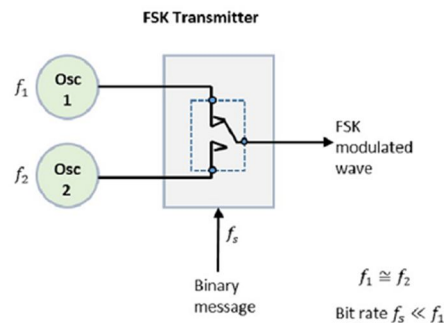 FSK Transmitter
f₁
Osc
1
f₂
Osc
2
FSK
modulated
wave
fₛ
Binary
message
f₁ ≅ f₂
Bit rate fₛ ≪ f₁